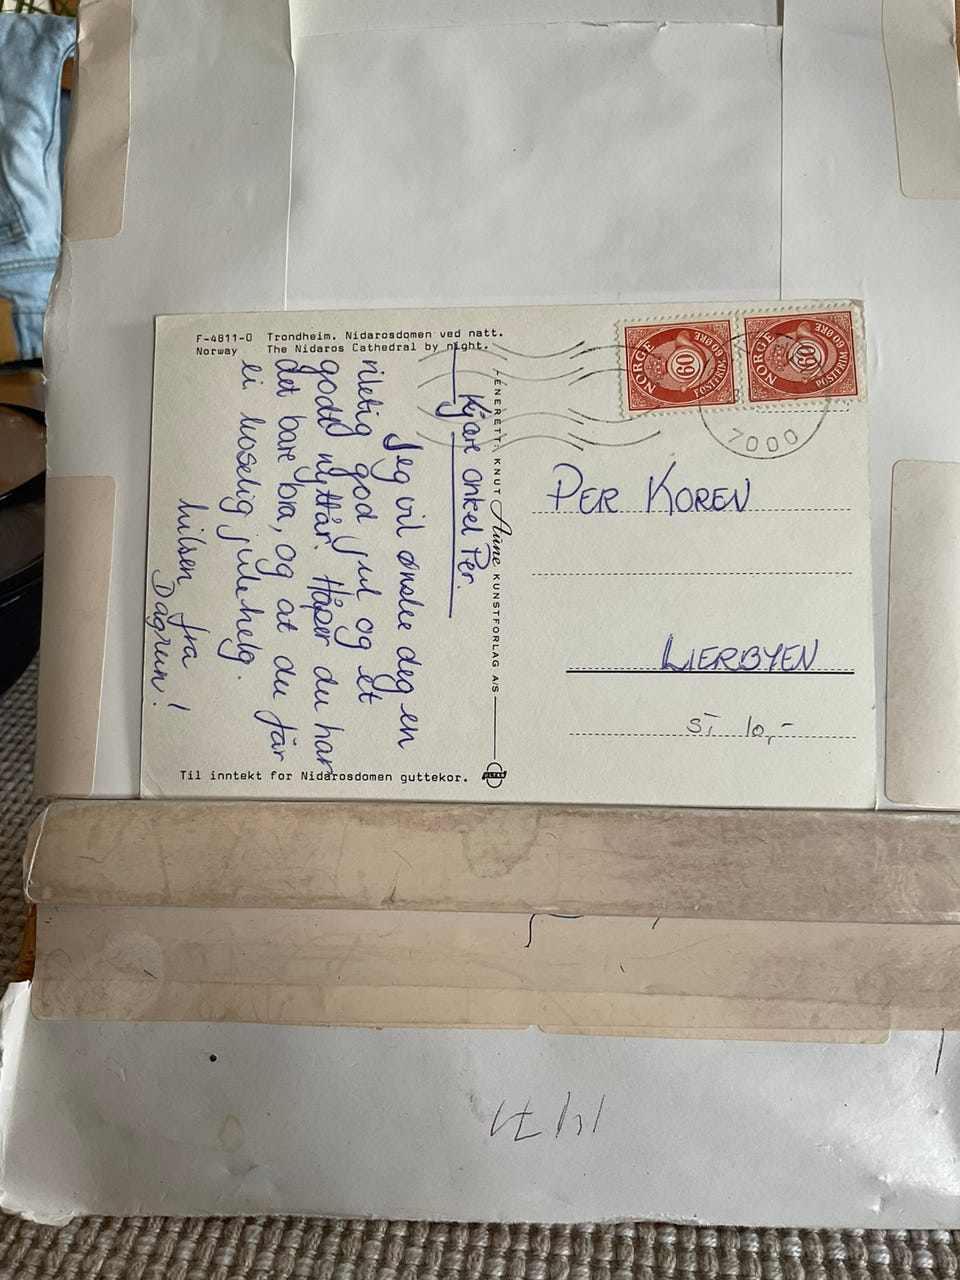 F-4811-0 Trondheim. Nidarosdomen ved natt.
Norway The Nidaros Cathedral by night.
Kjære onkel Per.
Jeg vil ønske deg en
riktig god jul og et
godt nyttår. Håper du har
det bare bra, og at du får
ei koselig julehelg.
hilsen fra
Dagrun!
Til inntekt for Nidarosdomen guttekor.
ENERETT: KNUT Aune KUNSTFORLAG A/S
NORGE 60 POSTFRIM 60 ØRE
NORGE 60 POSTFRIM 60 ØRE
7000
PER KOREN
LIERBYEN
10,-